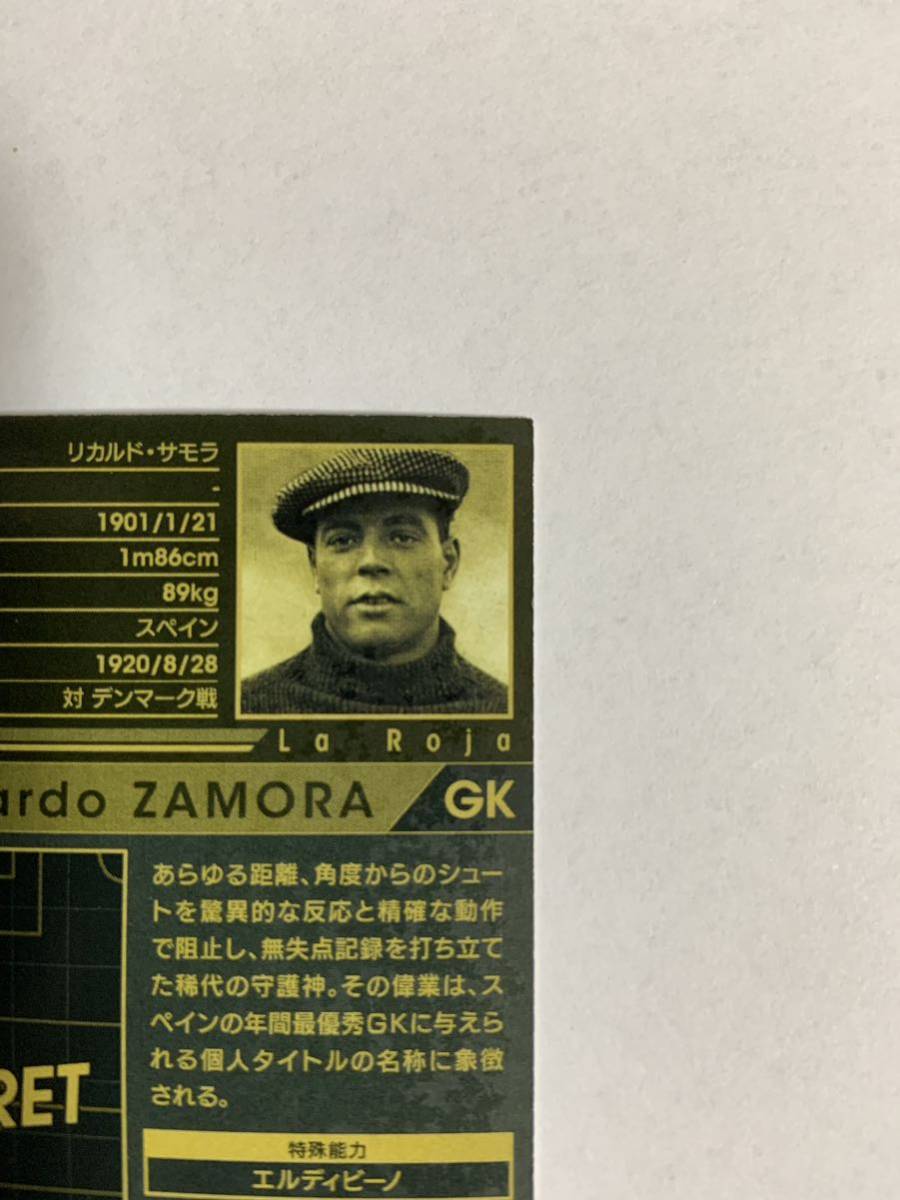 リカルド・サモラ
-
1901/1/21
1m86cm
89kg
スペイン
1920/8/28
対 デンマーク戦
La Roja
ardo ZAMORA GK
あらゆる距離、角度からのシュー
トを驚異的な反応と精確な動作
で阻止し、無失点記録を打ち立て
た稀代の守護神。その偉業は、ス
ペインの年間最優秀GKに与えら
れる個人タイトルの名称に象徴
される。
RET
特殊能力
エルディビーノ